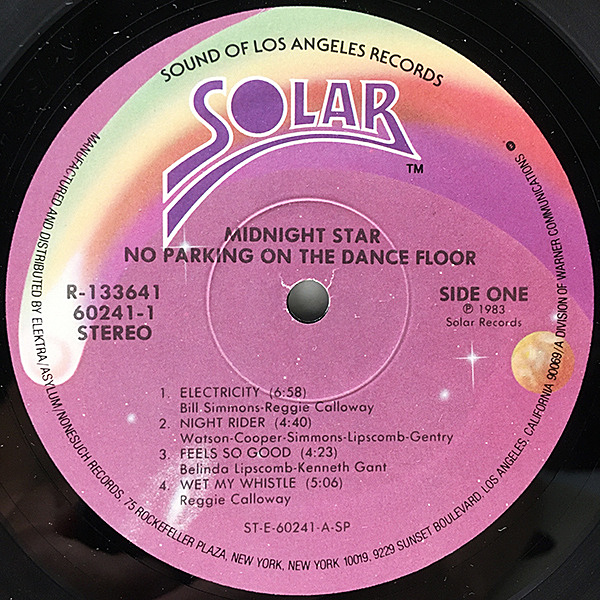 SOUND OF LOS ANGELES RECORDS
SOLAR
TM
MIDNIGHT STAR
NO PARKING ON THE DANCE FLOOR
R-133641
60241-1
STEREO
SIDE ONE
℗ 1983
Solar Records
1. ELECTRICITY (6:58)
Bill Simmons-Reggie Calloway
2. NIGHT RIDER (4:40)
Watson-Cooper-Simmons-Lipscomb-Gentry
3. FEELS SO GOOD (4:23)
Belinda Lipscomb-Kenneth Gant
4. WET MY WHISTLE (5:06)
Reggie Calloway
ST-E-60241-A-SP
MANUFACTURED AND DISTRIBUTED BY ELEKTRA/ASYLUM/NONESUCH RECORDS, 75 ROCKEFELLER PLAZA, NEW YORK, NEW YORK 10019. 9229 SUNSET BOULEVARD, LOS ANGELES, CALIFORNIA 90069/A DIVISION OF WARNER COMMUNICATIONS